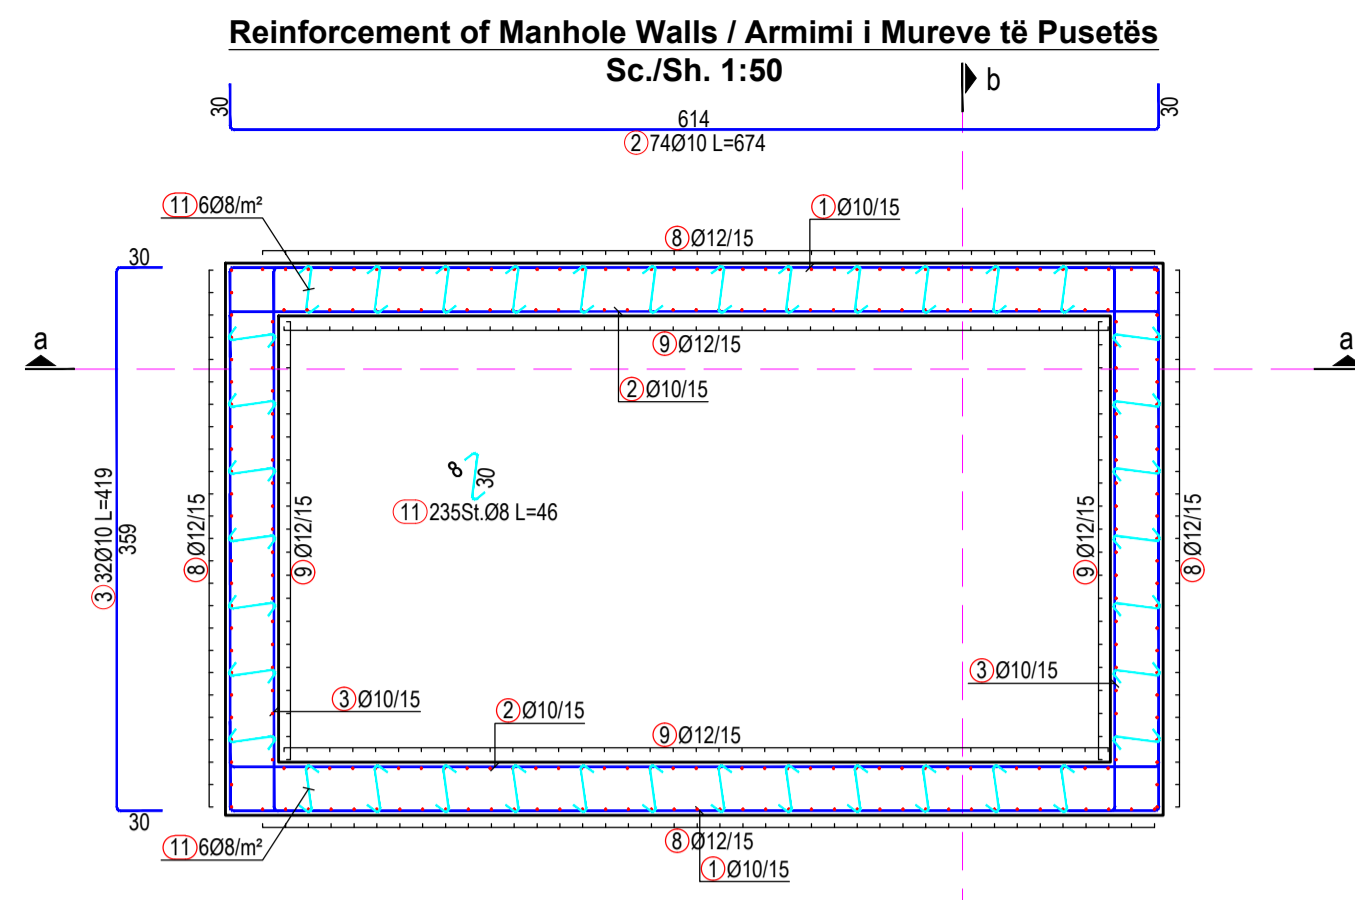 Reinforcement of Manhole Walls / Armimi i Mureve të Pusetës
Sc./Sh. 1:50
b
30
614
30
2 74Ø10 L=674
11 6Ø8/m²
1 Ø10/15
8 Ø12/15
30
9 Ø12/15
a
a
2 Ø10/15
8
30
11 235St.Ø8 L=46
3 32Ø10 L=419
359
8 Ø12/15
9 Ø12/15
9 Ø12/15
8 Ø12/15
3 Ø10/15
3 Ø10/15
2 Ø10/15
9 Ø12/15
30
11 6Ø8/m²
8 Ø12/15
1 Ø10/15